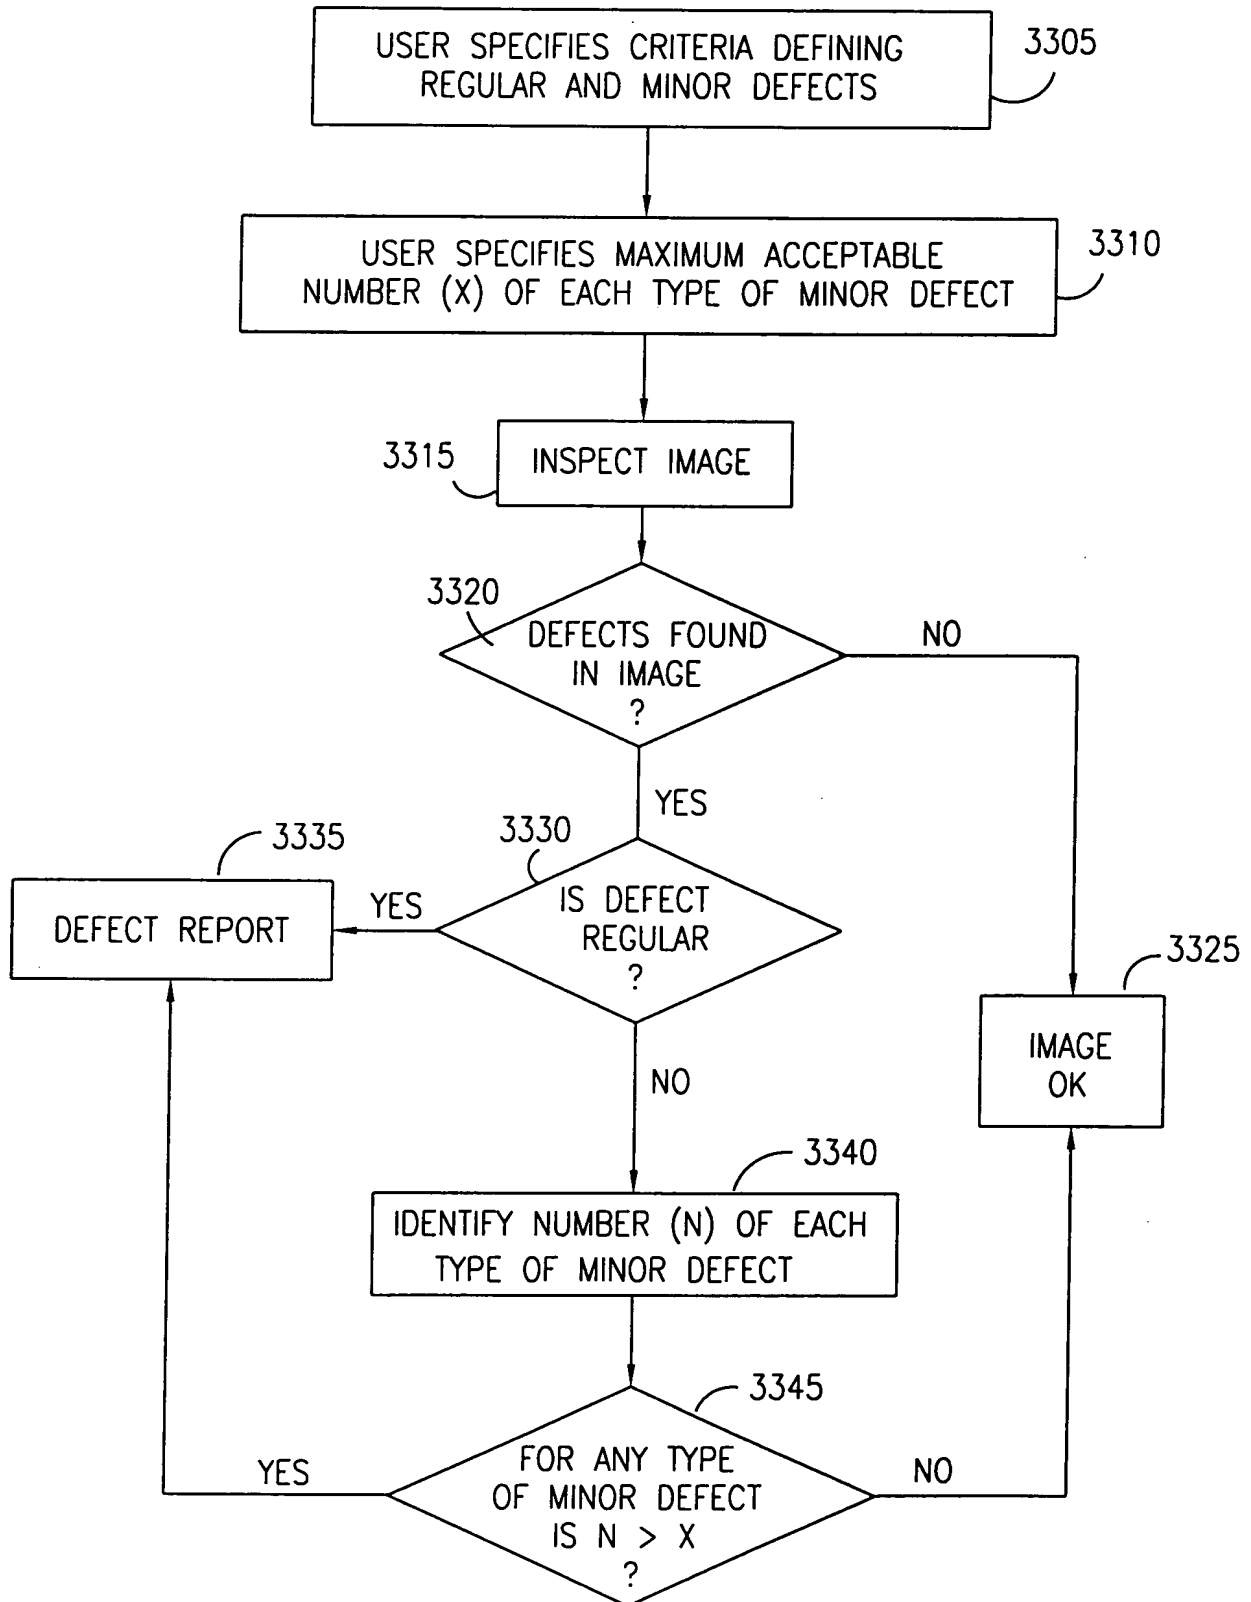 USER SPECIFIES CRITERIA DEFINING
REGULAR AND MINOR DEFECTS
3305
USER SPECIFIES MAXIMUM ACCEPTABLE
NUMBER (X) OF EACH TYPE OF MINOR DEFECT
3310
3315
INSPECT IMAGE
3320
DEFECTS FOUND
IN IMAGE
?
NO
YES
3335
3330
DEFECT REPORT
YES
IS DEFECT
REGULAR
?
3325
IMAGE
OK
NO
3340
IDENTIFY NUMBER (N) OF EACH
TYPE OF MINOR DEFECT
3345
YES
FOR ANY TYPE
OF MINOR DEFECT
IS N > X
?
NO